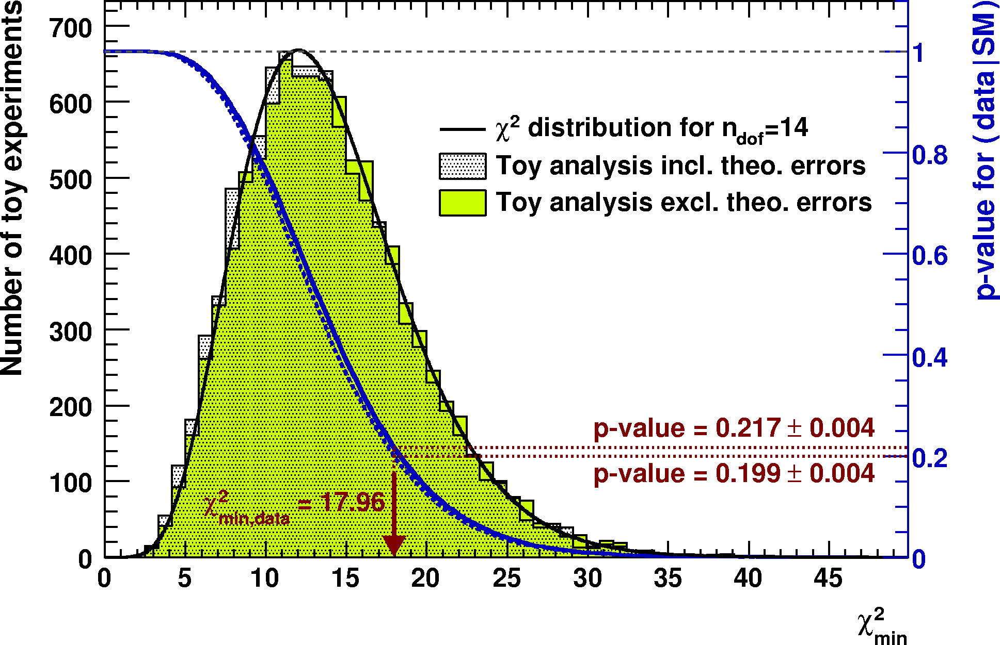 Number of toy experiments
700
600
500
400
300
200
100
0
χ² distribution for n_dof=14
Toy analysis incl. theo. errors
Toy analysis excl. theo. errors
p-value = 0.217 ± 0.004
p-value = 0.199 ± 0.004
χ²_min,data = 17.96
0 5 10 15 20 25 30 35 40 45
χ²_min
1
0.8
0.6
0.4
0.2
0
p-value for (data|SM)